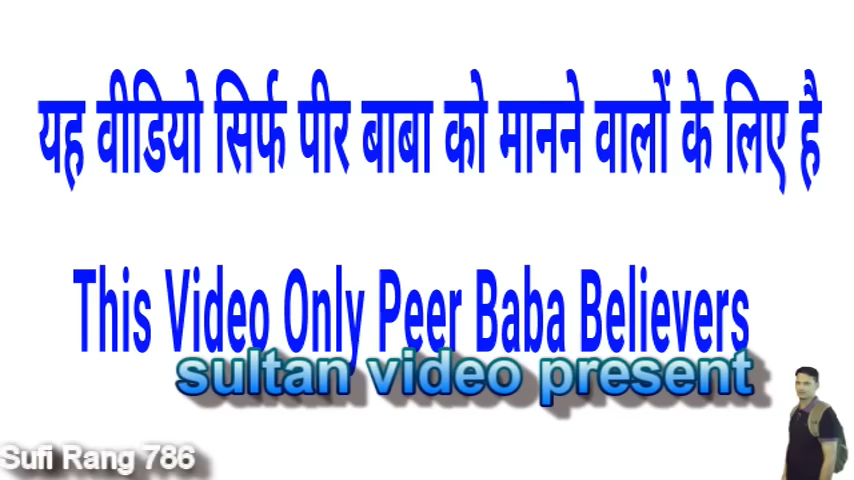 यह वीडियो सिर्फ पीर बाबा को मानने वालों के लिए है
This Video Only Peer Baba Believers
sultan video present
Sufi Rang 786